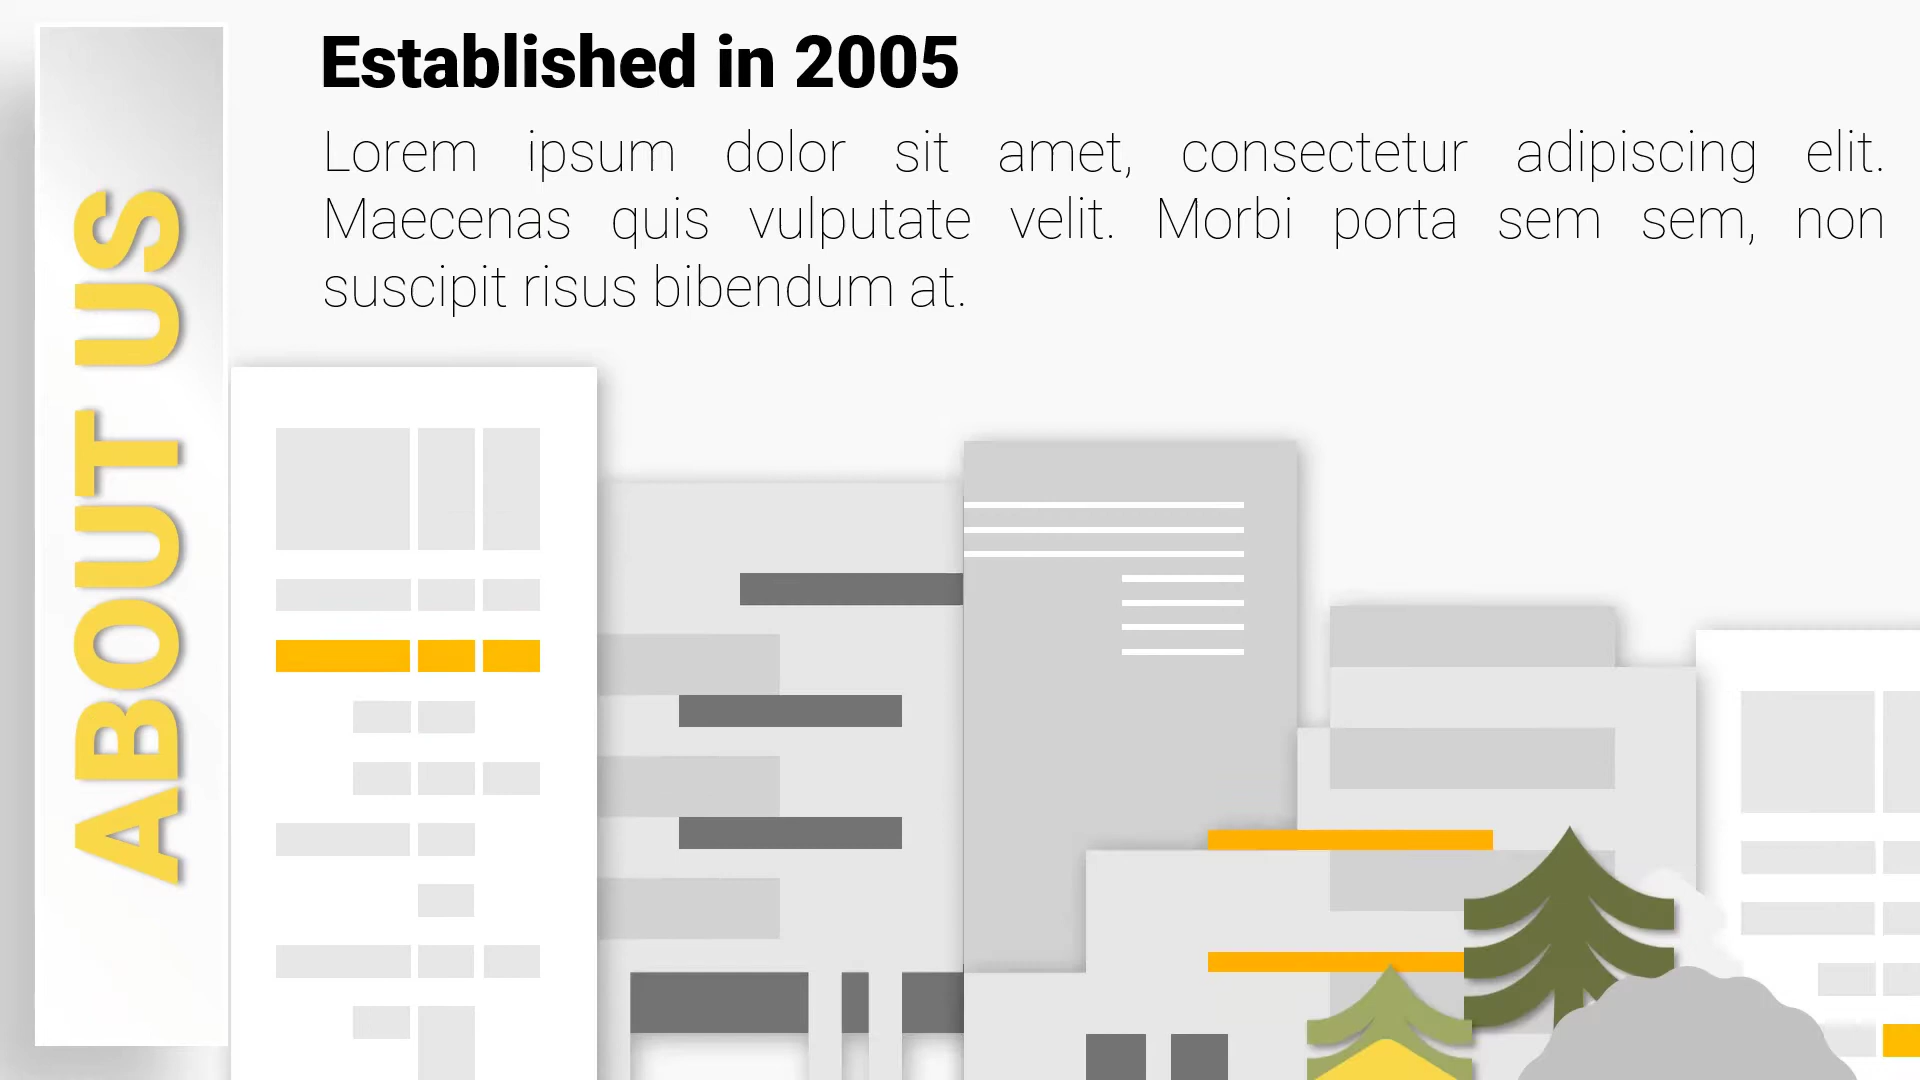 ABOUT US
Established in 2005
Lorem ipsum dolor sit amet, consectetur adipiscing elit.
Maecenas quis vulputate velit. Morbi porta sem sem, non
suscipit risus bibendum at.